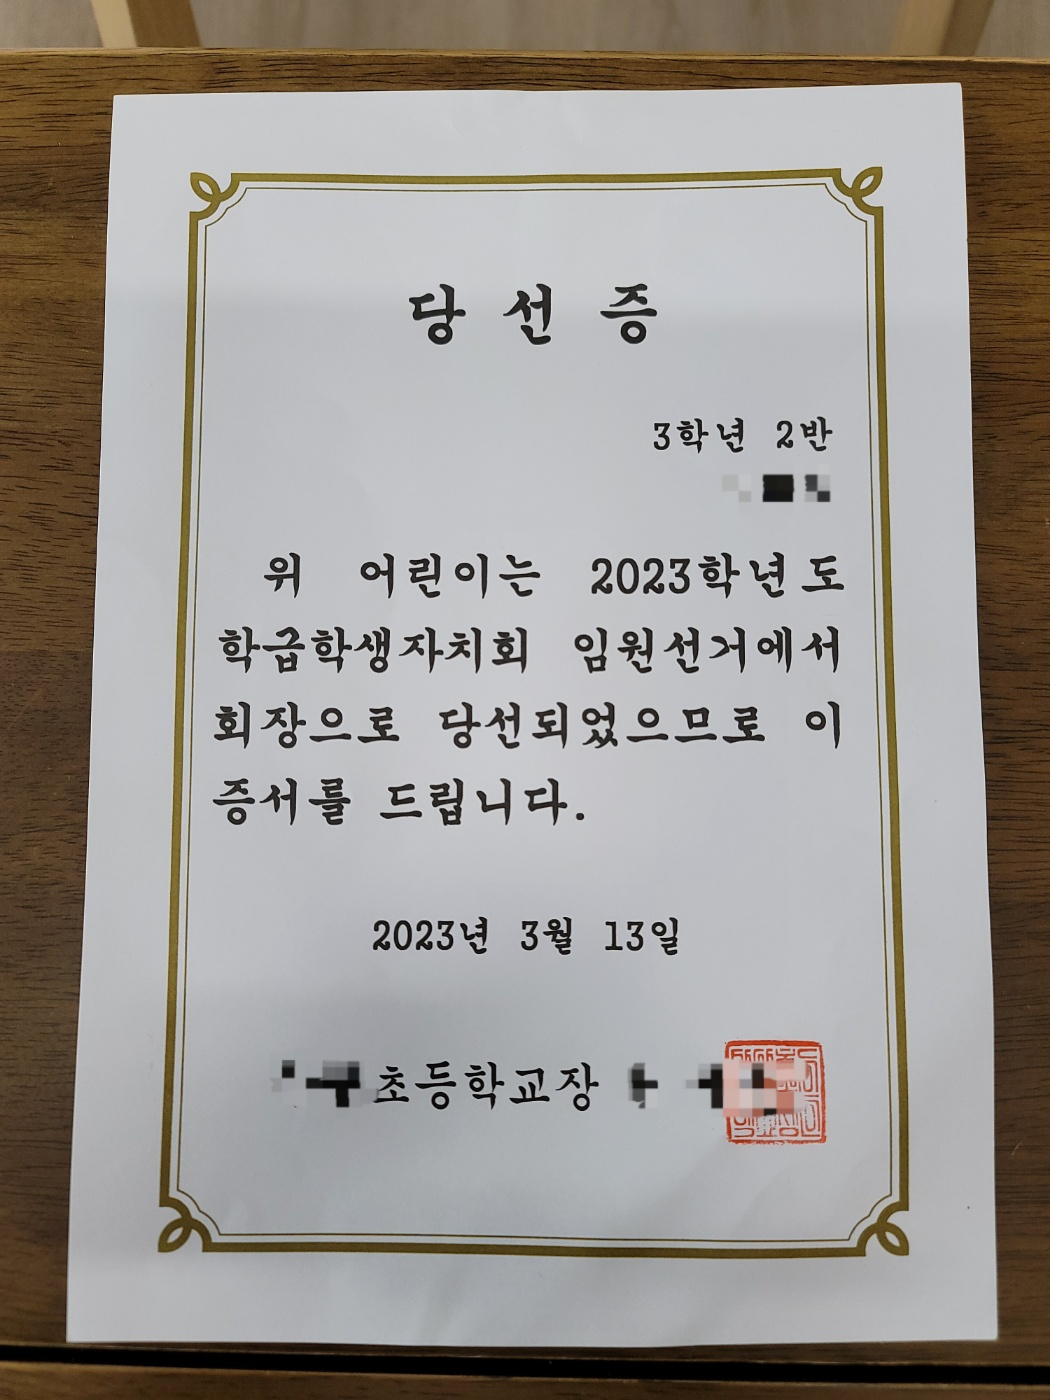 당 선 증
3학년 2반
위 어린이는 2023학년도
학급학생자치회 임원선거에서
회장으로 당선되었으므로 이
증서를 드립니다.
2023년 3월 13일
초등학교장